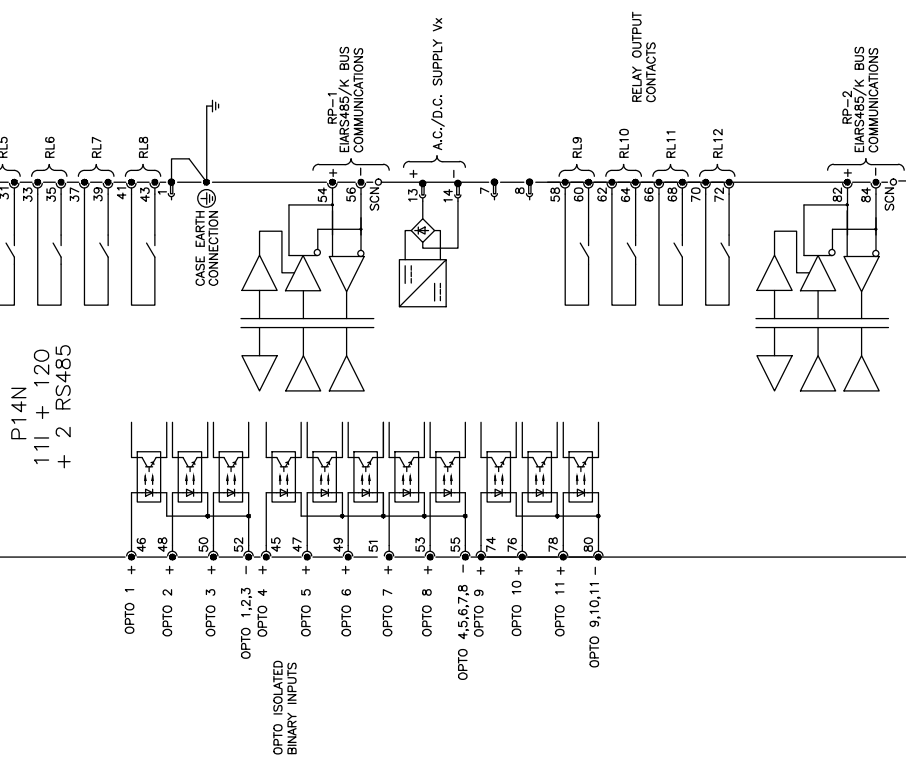 P14N
11I + 12O
+ 2 RS485
RL5
31
33
RL6
35
37
RL7
39
41
RL8
43
1
CASE EARTH
CONNECTION
54 +
56 -
SCN
RP-1
EIARS485/K BUS
COMMUNICATIONS
13 +
14 -
A.C./D.C. SUPPLY Vx
7
8
58
RL9
60
62
RL10
64
66
RL11
68
70
RL12
72
RELAY OUTPUT
CONTACTS
82 +
84 -
SCN
RP-2
EIARS485/K BUS
COMMUNICATIONS
OPTO ISOLATED
BINARY INPUTS
OPTO 1 + 46
OPTO 2 + 48
OPTO 3 + 50
OPTO 1,2,3 - 52
OPTO 4 + 45
OPTO 5 + 47
OPTO 6 + 49
OPTO 7 + 51
OPTO 8 + 53
OPTO 4,5,6,7,8 - 55
OPTO 9 + 74
OPTO 10 + 76
OPTO 11 + 78
OPTO 9,10,11 - 80